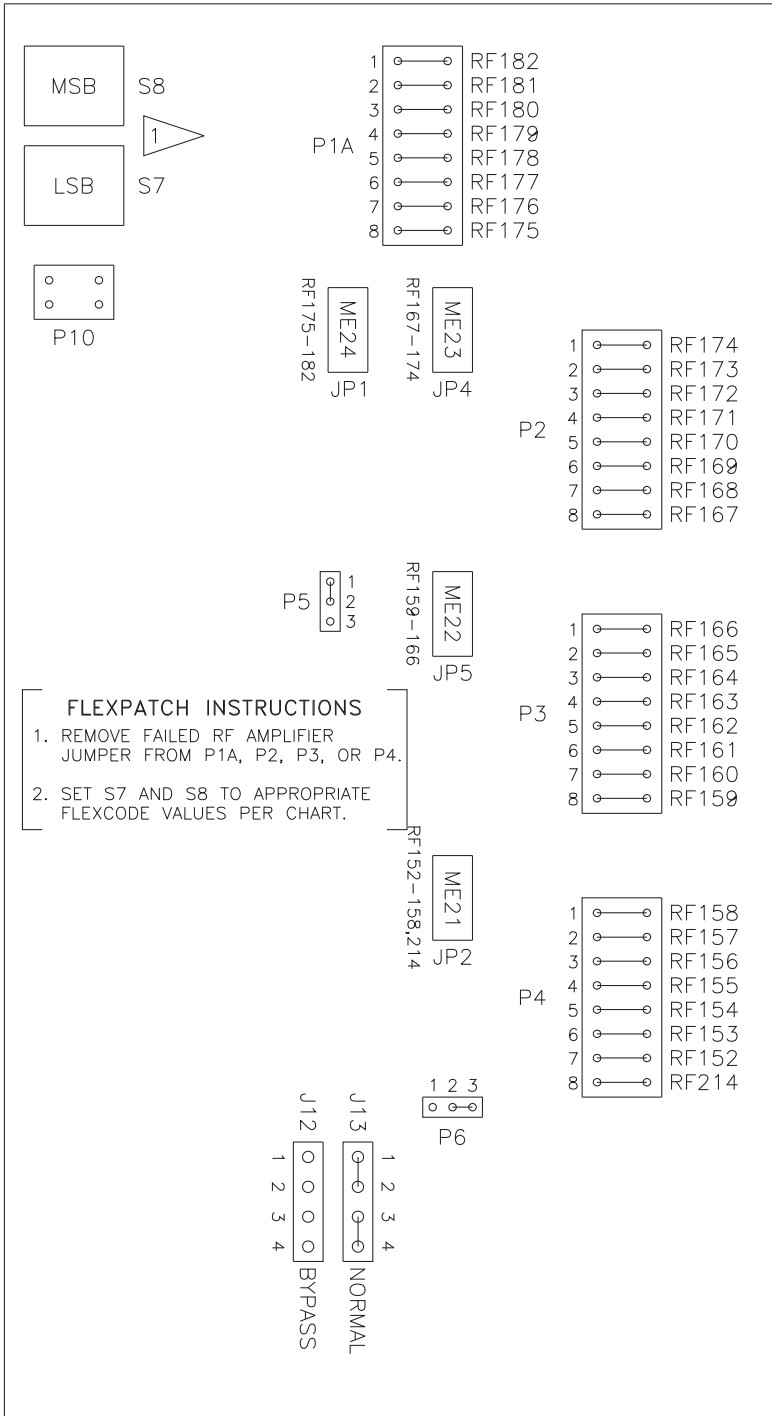 MSB S8
1
LSB S7
P10
P1A
1 RF182
2 RF181
3 RF180
4 RF179
5 RF178
6 RF177
7 RF176
8 RF175
RF175-182
ME24
JP1
RF167-174
ME23
JP4
P2
1 RF174
2 RF173
3 RF172
4 RF171
5 RF170
6 RF169
7 RF168
8 RF167
P5
1
2
3
RF159-166
ME22
JP5
P3
1 RF166
2 RF165
3 RF164
4 RF163
5 RF162
6 RF161
7 RF160
8 RF159
FLEXPATCH INSTRUCTIONS
1. REMOVE FAILED RF AMPLIFIER
JUMPER FROM P1A, P2, P3, OR P4.
2. SET S7 AND S8 TO APPROPRIATE
FLEXCODE VALUES PER CHART.
RF152-158,214
ME21
JP2
P4
1 RF158
2 RF157
3 RF156
4 RF155
5 RF154
6 RF153
7 RF152
8 RF214
1 2 3
P6
J12
1
2
3
4
BYPASS
J13
1
2
3
4
NORMAL